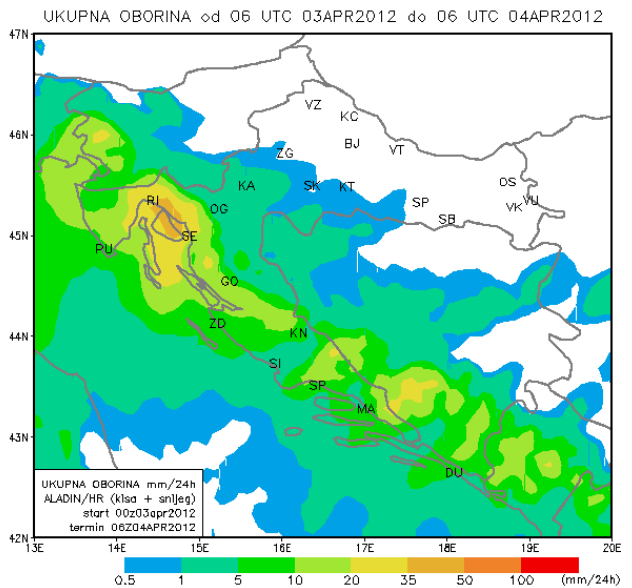 UKUPNA OBORINA od 06 UTC 03APR2012 do 06 UTC 04APR2012
47N
VZ
KC
46N
BJ
ZG
VT
KA
SK
KT
OS
RI
OG
SP
VU
VK
SB
45N
SE
PU
GO
ZD
44N
KN
SI
SP
MA
43N
DU
UKUPNA OBORINA mm/24h
ALADIN/HR (kisa + snijeg)
start 00z03apr2012
termin 06Z04APR2012
42N
13E 14E 15E 16E 17E 18E 19E 20E
0.5 1 5 10 20 35 50 100 (mm/24h)